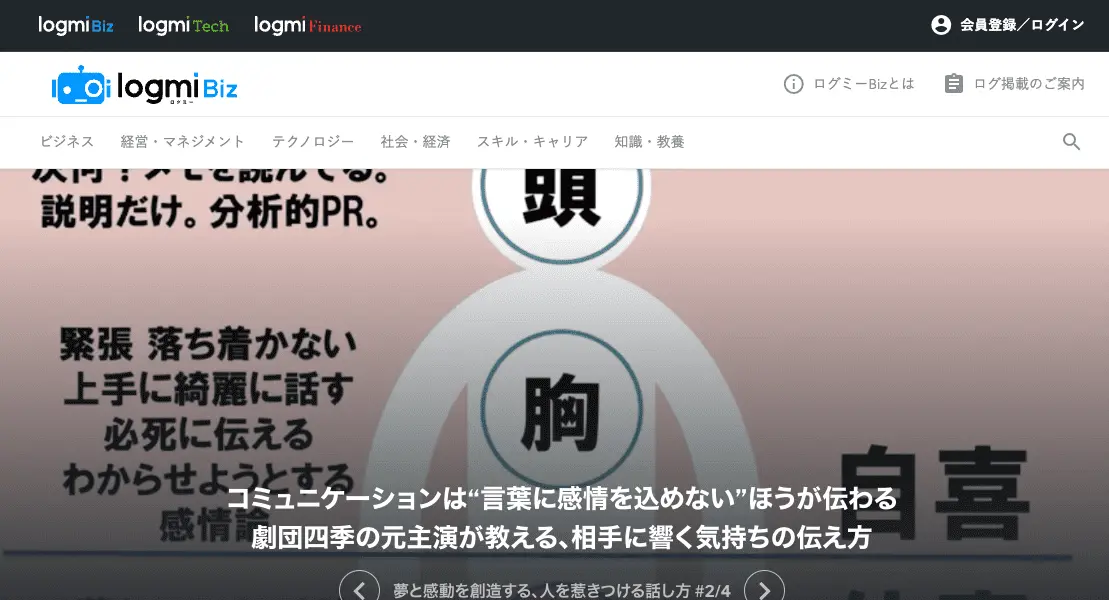 logmi Biz logmi Tech logmi Finance 会員登録／ログイン
logmi Biz ログミーBizとは ログ掲載のご案内
ログミー
ビジネス 経営・マネジメント テクノロジー 社会・経済 スキル・キャリア 知識・教養
説明だけ。分析的PR。
頭
緊張 落ち着かない
上手に綺麗に話す
必死に伝える
わからせようとする
胸
自喜
コミュニケーションは“言葉に感情を込めない”ほうが伝わる
劇団四季の元主演が教える、相手に響く気持ちの伝え方
夢と感動を創造する、人を惹きつける話し方 #2/4